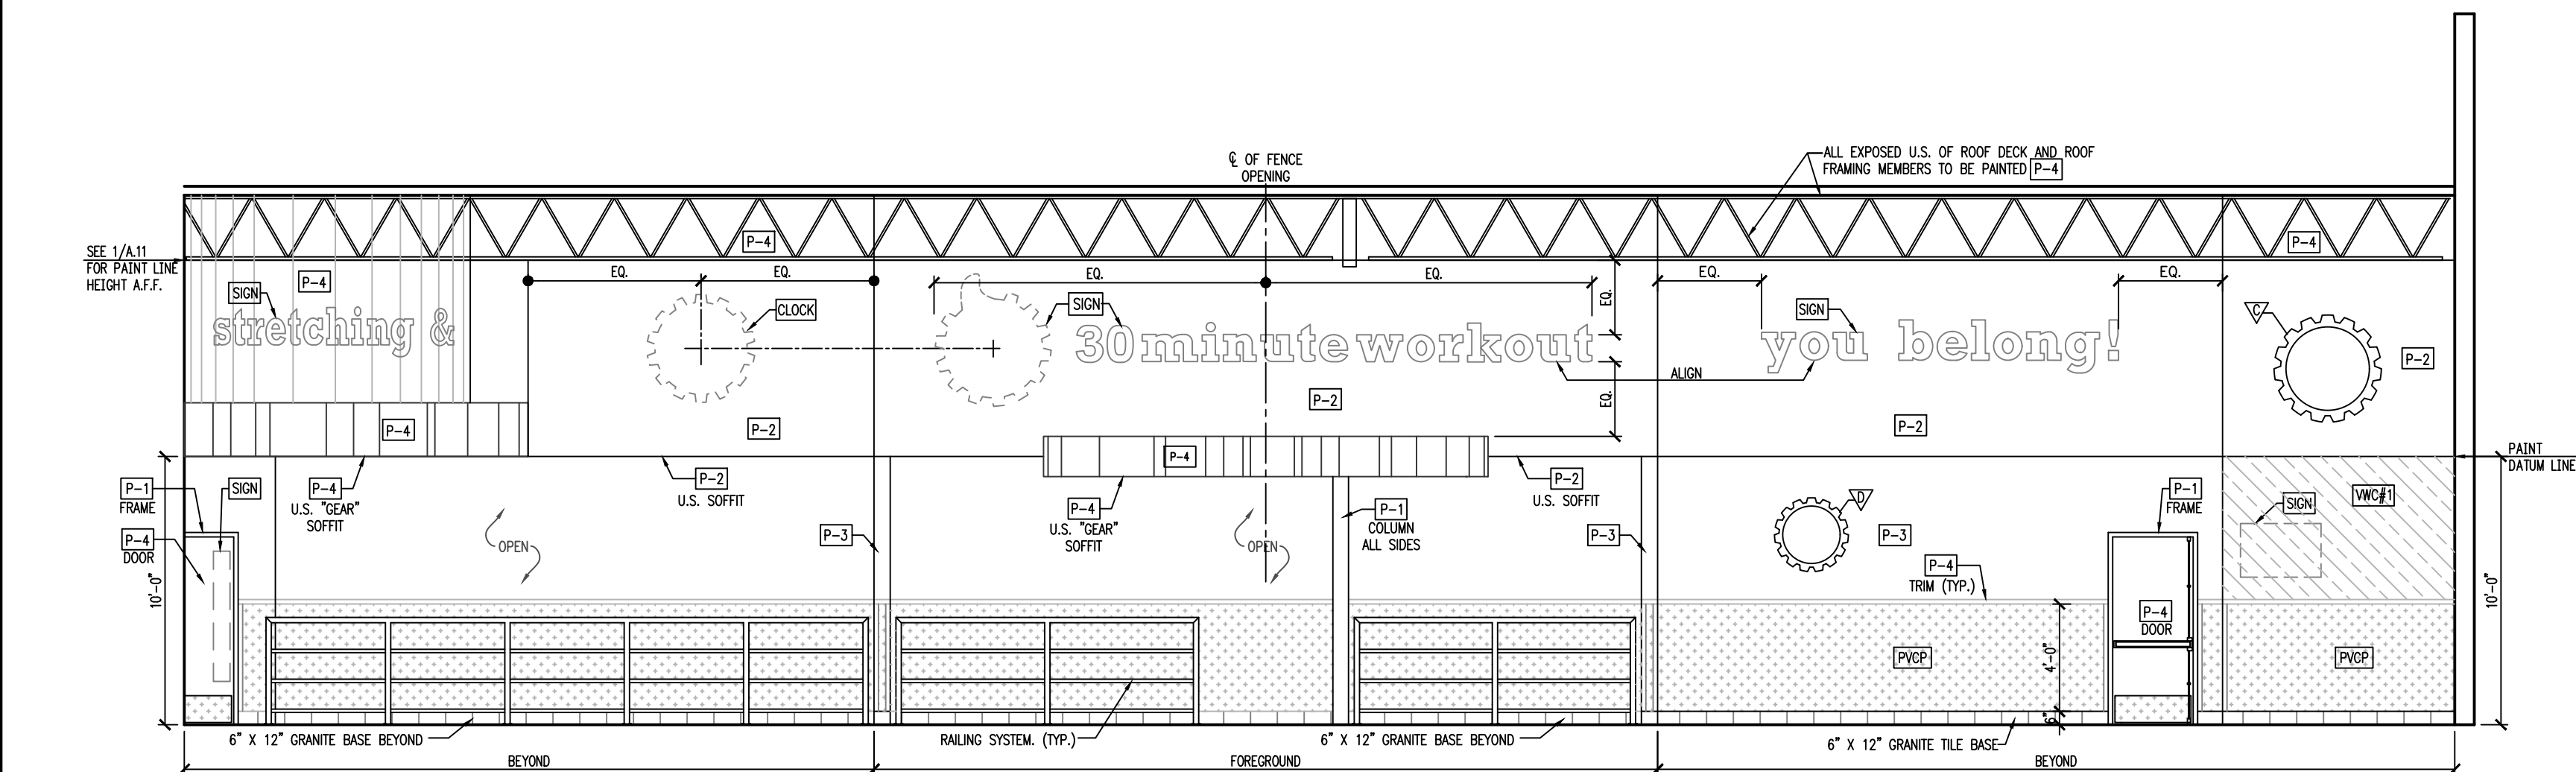 ℄ OF FENCE
OPENING
ALL EXPOSED U.S. OF ROOF DECK AND ROOF
FRAMING MEMBERS TO BE PAINTED P-4
SEE 1/A.11
FOR PAINT LINE
HEIGHT A.F.F.
P-4
P-4
P-4
EQ.
EQ.
EQ.
EQ.
EQ.
EQ.
EQ.
SIGN
CLOCK
SIGN
SIGN
C
stretching &
30 minute workout
you belong!
ALIGN
P-2
EQ.
P-4
P-2
P-2
P-2
P-4
PAINT
DATUM LINE
P-1
FRAME
SIGN
P-4
U.S. "GEAR"
SOFFIT
P-2
U.S. SOFFIT
P-4
U.S. "GEAR"
SOFFIT
P-1
COLUMN
ALL SIDES
P-2
U.S. SOFFIT
D
P-1
FRAME
SIGN
VWC#1
P-4
DOOR
OPEN
P-3
OPEN
P-3
P-3
P-4
TRIM (TYP.)
10'-0"
10'-0"
P-4
DOOR
PVCP
4'-0"
PVCP
6"
6" X 12" GRANITE BASE BEYOND
RAILING SYSTEM. (TYP.)
6" X 12" GRANITE BASE BEYOND
6" X 12" GRANITE TILE BASE
BEYOND
FOREGROUND
BEYOND